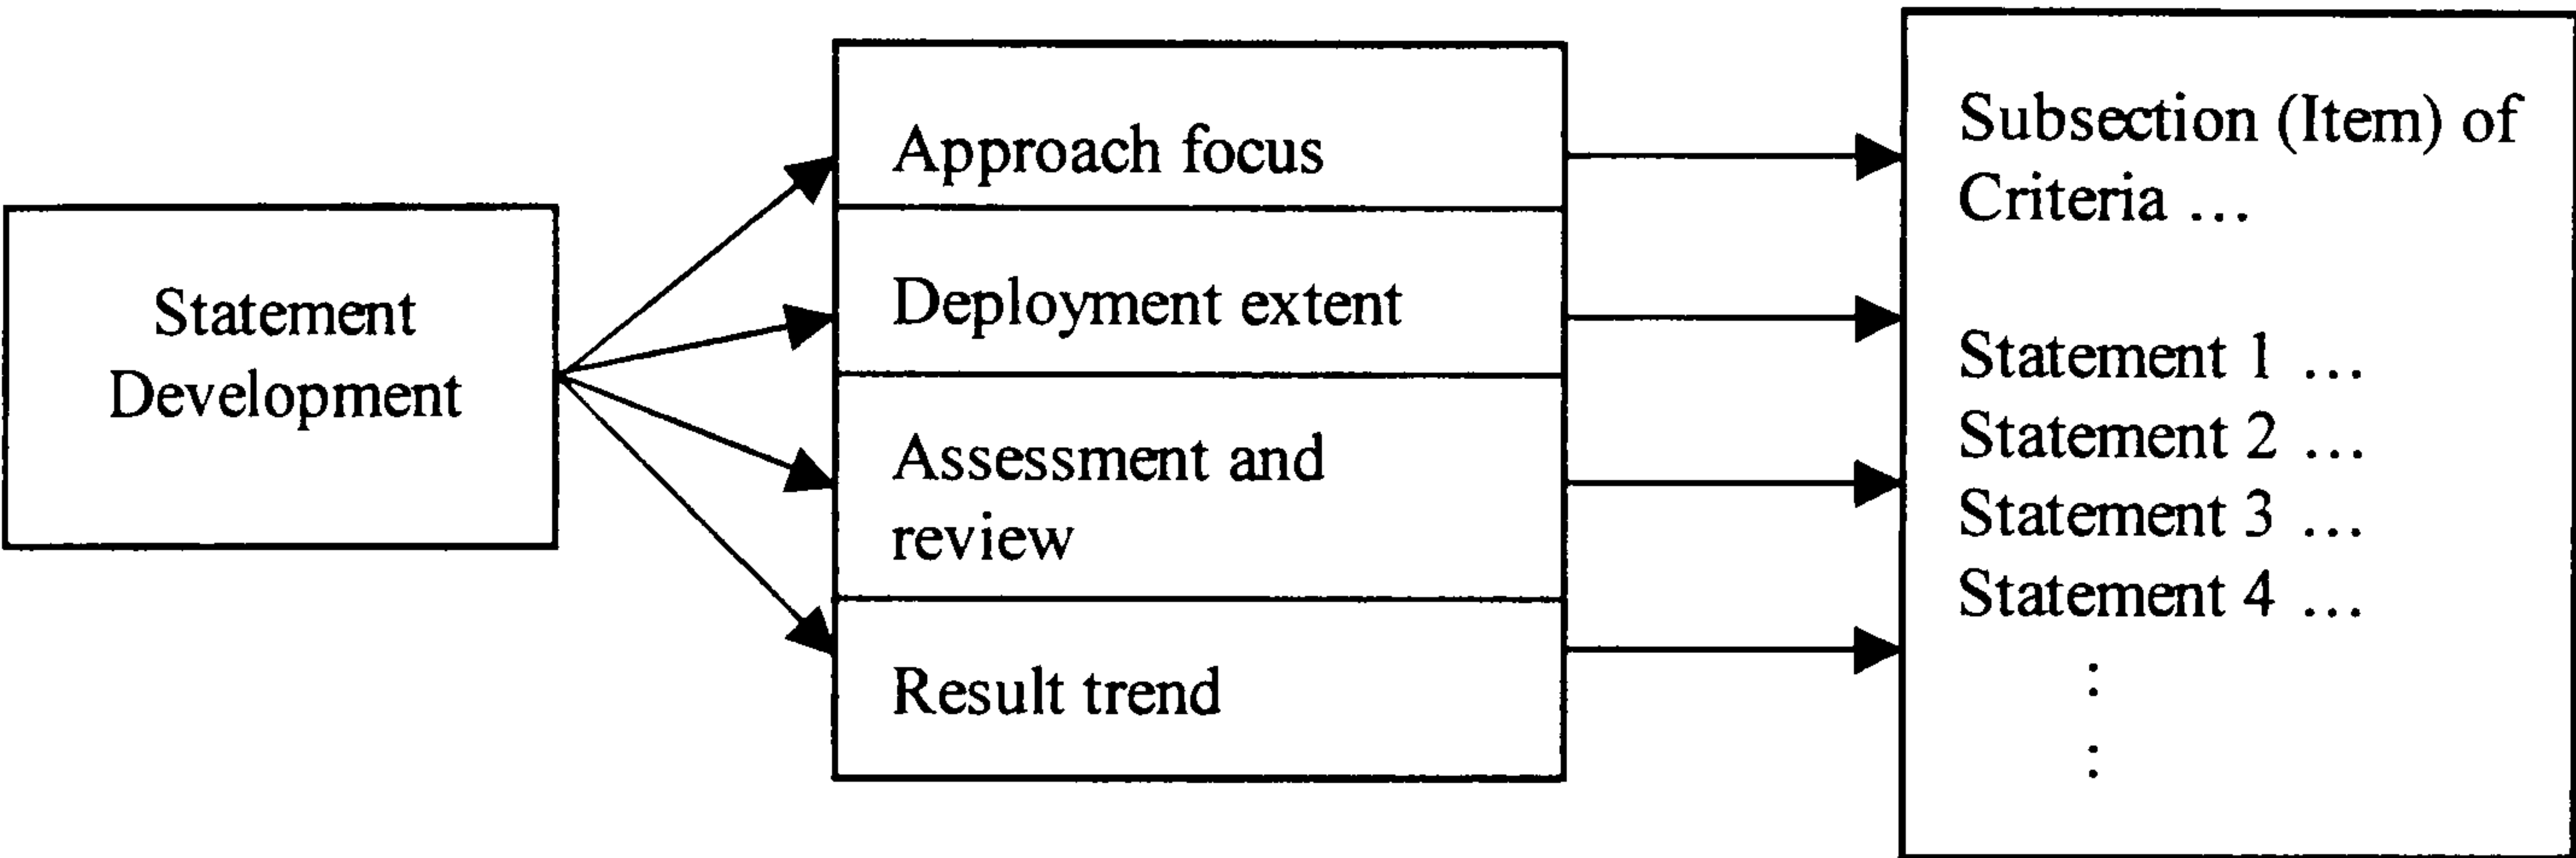 Statement
Development
Approach focus
Deployment extent
Assessment and
review
Result trend
Subsection (Item) of
Criteria ...
Statement 1 ...
Statement 2 ...
Statement 3 ...
Statement 4 ...
:
: